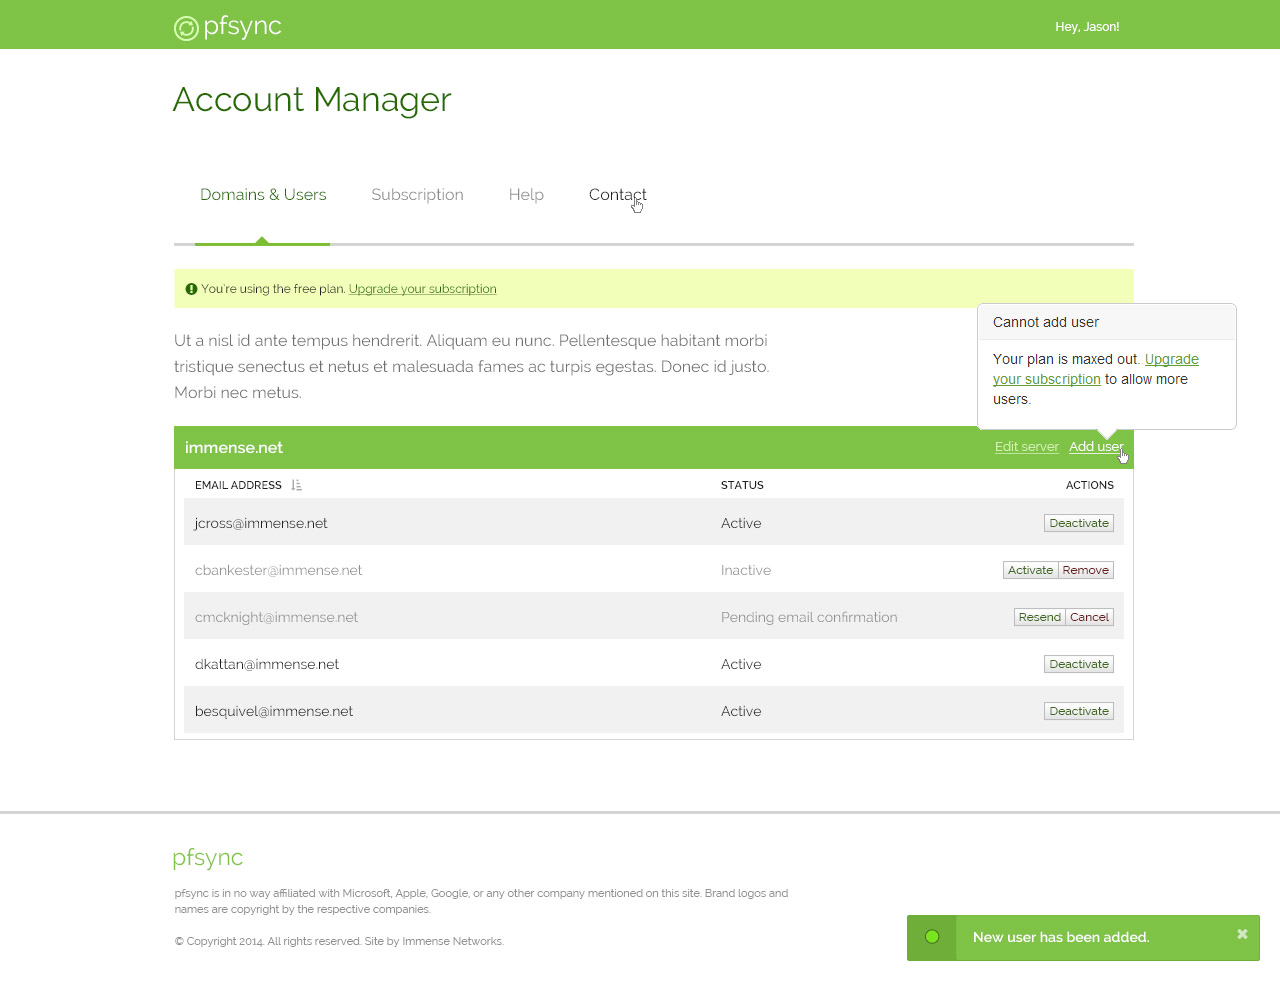 pfsync
Hey, Jason!
Account Manager
Domains & Users
Subscription
Help
Contact
You're using the free plan. Upgrade your subscription
Ut a nisl id ante tempus hendrerit. Aliquam eu nunc. Pellentesque habitant morbi
tristique senectus et netus et malesuada fames ac turpis egestas. Donec id justo.
Morbi nec metus.
Cannot add user
Your plan is maxed out. Upgrade
your subscription to allow more
users.
immense.net
Edit server
Add user
EMAIL ADDRESS
STATUS
ACTIONS
jcross@immense.net
Active
Deactivate
cbankester@immense.net
Inactive
Activate
Remove
cmcknight@immense.net
Pending email confirmation
Resend
Cancel
dkattan@immense.net
Active
Deactivate
besquivel@immense.net
Active
Deactivate
pfsync
pfsync is in no way affiliated with Microsoft, Apple, Google, or any other company mentioned on this site. Brand logos and
names are copyright by the respective companies.
© Copyright 2014. All rights reserved. Site by Immense Networks.
New user has been added.